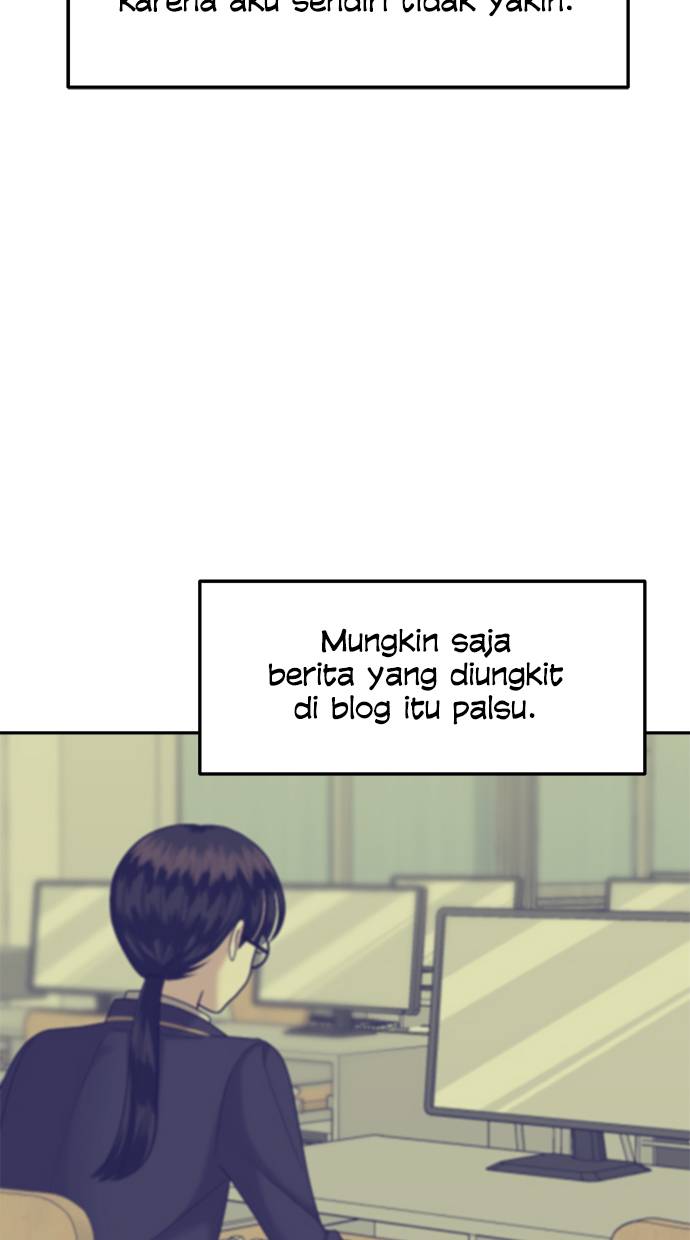 karena aku sendiri tidak yakin.
Mungkin saja
berita yang diungkit
di blog itu palsu.